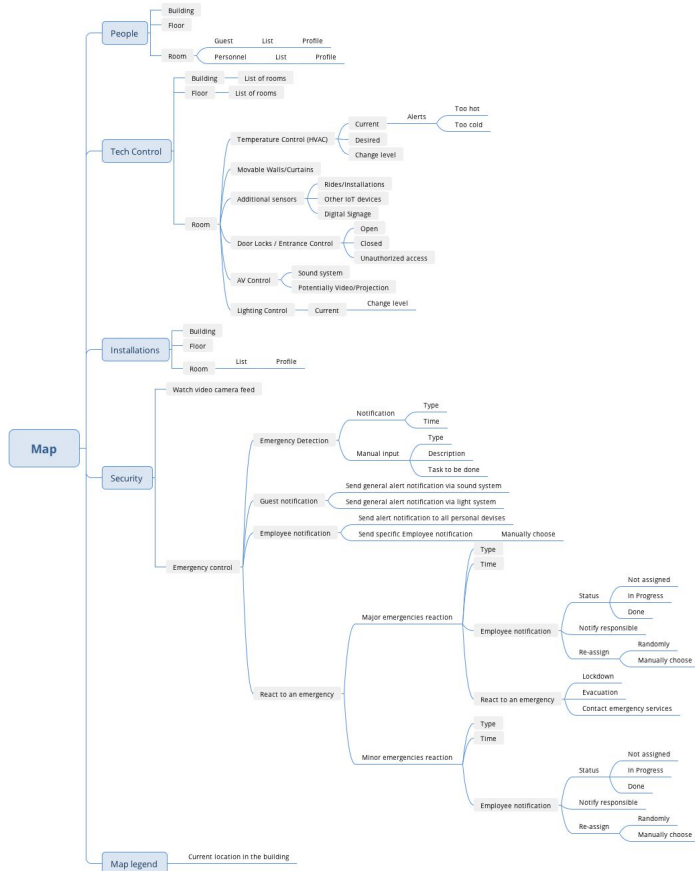 Map
People
Building
Floor
Room
Guest List Profile
Personnel List Profile
Tech Control
Building List of rooms
Floor List of rooms
Room
Temperature Control (HVAC)
Current Alerts
Too hot
Too cold
Desired
Change level
Movable Walls/Curtains
Additional sensors
Rides/Installations
Other IoT devices
Digital Signage
Door Locks / Entrance Control
Open
Closed
Unauthorized access
AV Control
Sound system
Potentially Video/Projection
Lighting Control Current Change level
Installations
Building
Floor
Room List Profile
Security
Watch video camera feed
Emergency control
Emergency Detection
Notification
Type
Time
Manual input
Type
Description
Task to be done
Guest notification
Send general alert notification via sound system
Send general alert notification via light system
Employee notification
Send alert notification to all personal devises
Send specific Employee notification Manually choose
React to an emergency
Major emergencies reaction
Type
Time
Employee notification
Status
Not assigned
In Progress
Done
Notify responsible
Re-assign
Randomly
Manually choose
React to an emergency
Lockdown
Evacuation
Contact emergency services
Minor emergencies reaction
Type
Time
Employee notification
Status
Not assigned
In Progress
Done
Notify responsible
Re-assign
Randomly
Manually choose
Map legend Current location in the building